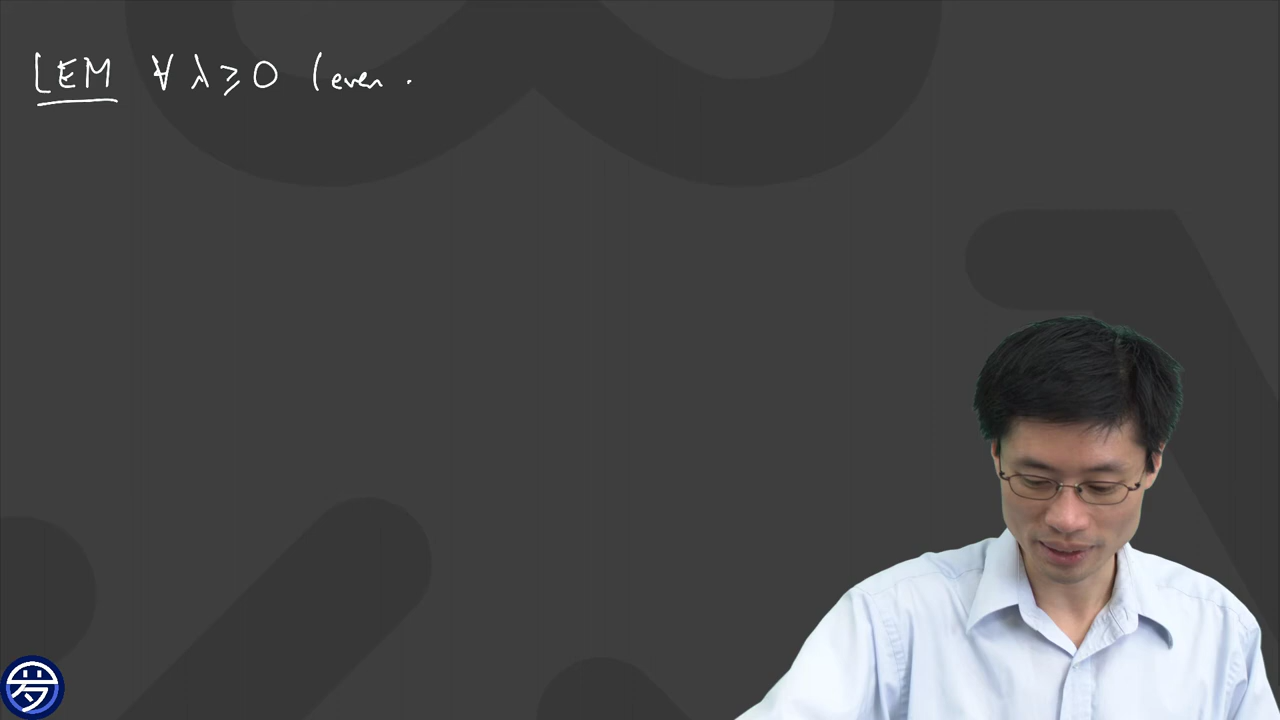 LEM ∀ λ ≥ 0 (even